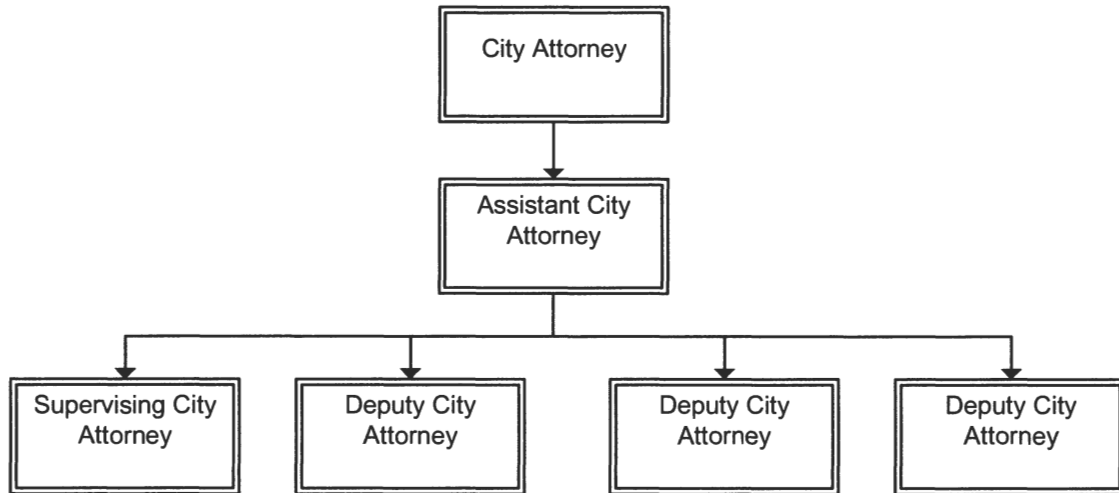 City Attorney
Assistant City
Attorney
Supervising City
Attorney
Deputy City
Attorney
Deputy City
Attorney
Deputy City
Attorney